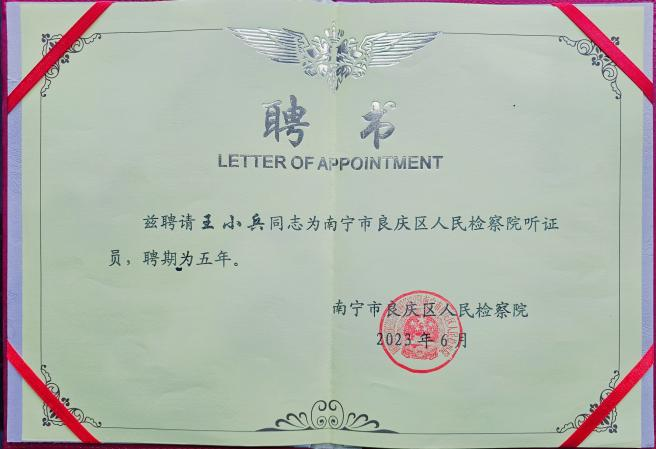 聘书
LETTER OF APPOINTMENT
兹聘请王小兵同志为南宁市良庆区人民检察院听证
员，聘期为五年。
南宁市良庆区人民检察院
2023年6月